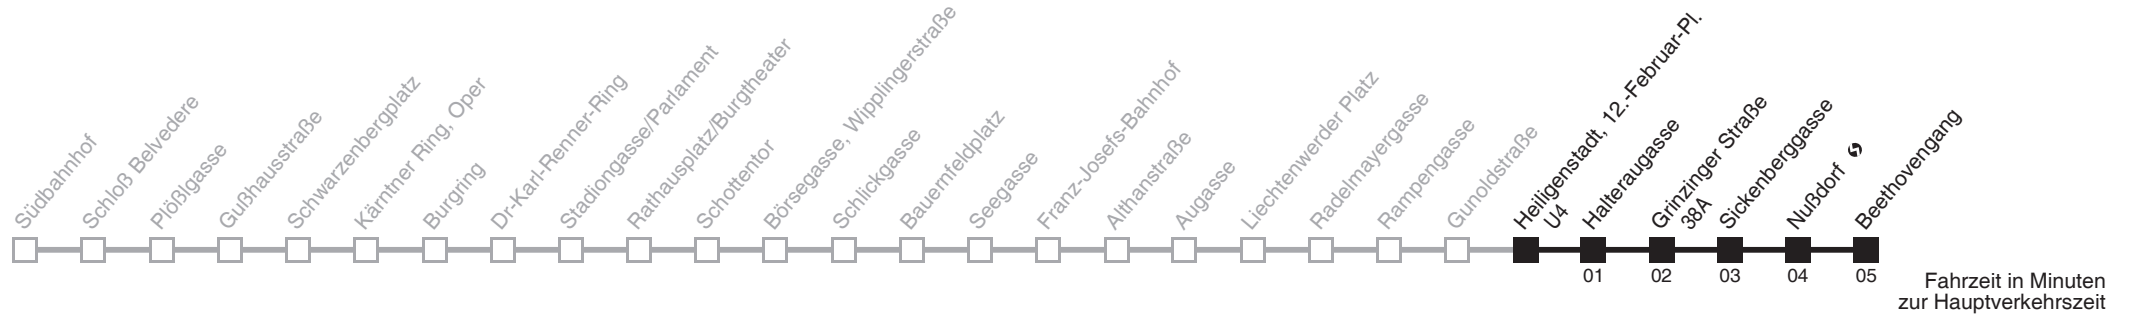 Südbahnhof
Schloß Belvedere
Plößlgasse
Gußhausstraße
Schwarzenbergplatz
Kärntner Ring, Oper
Burgring
Dr-Karl-Renner-Ring
Stadiongasse/Parlament
Rathausplatz/Burgtheater
Schottentor
Börsegasse, Wipplingerstraße
Schlickgasse
Bauernfeldplatz
Seegasse
Franz-Josefs-Bahnhof
Althanstraße
Augasse
Liechtenwerder Platz
Radelmayergasse
Rampengasse
Gunoldstraße
Heiligenstadt, 12.-Februar-Pl.
U4
Halteraugasse
Grinzinger Straße
38A
Sickenberggasse
Nußdorf
Beethovengang
01 02 03 04 05
Fahrzeit in Minuten
zur Hauptverkehrszeit